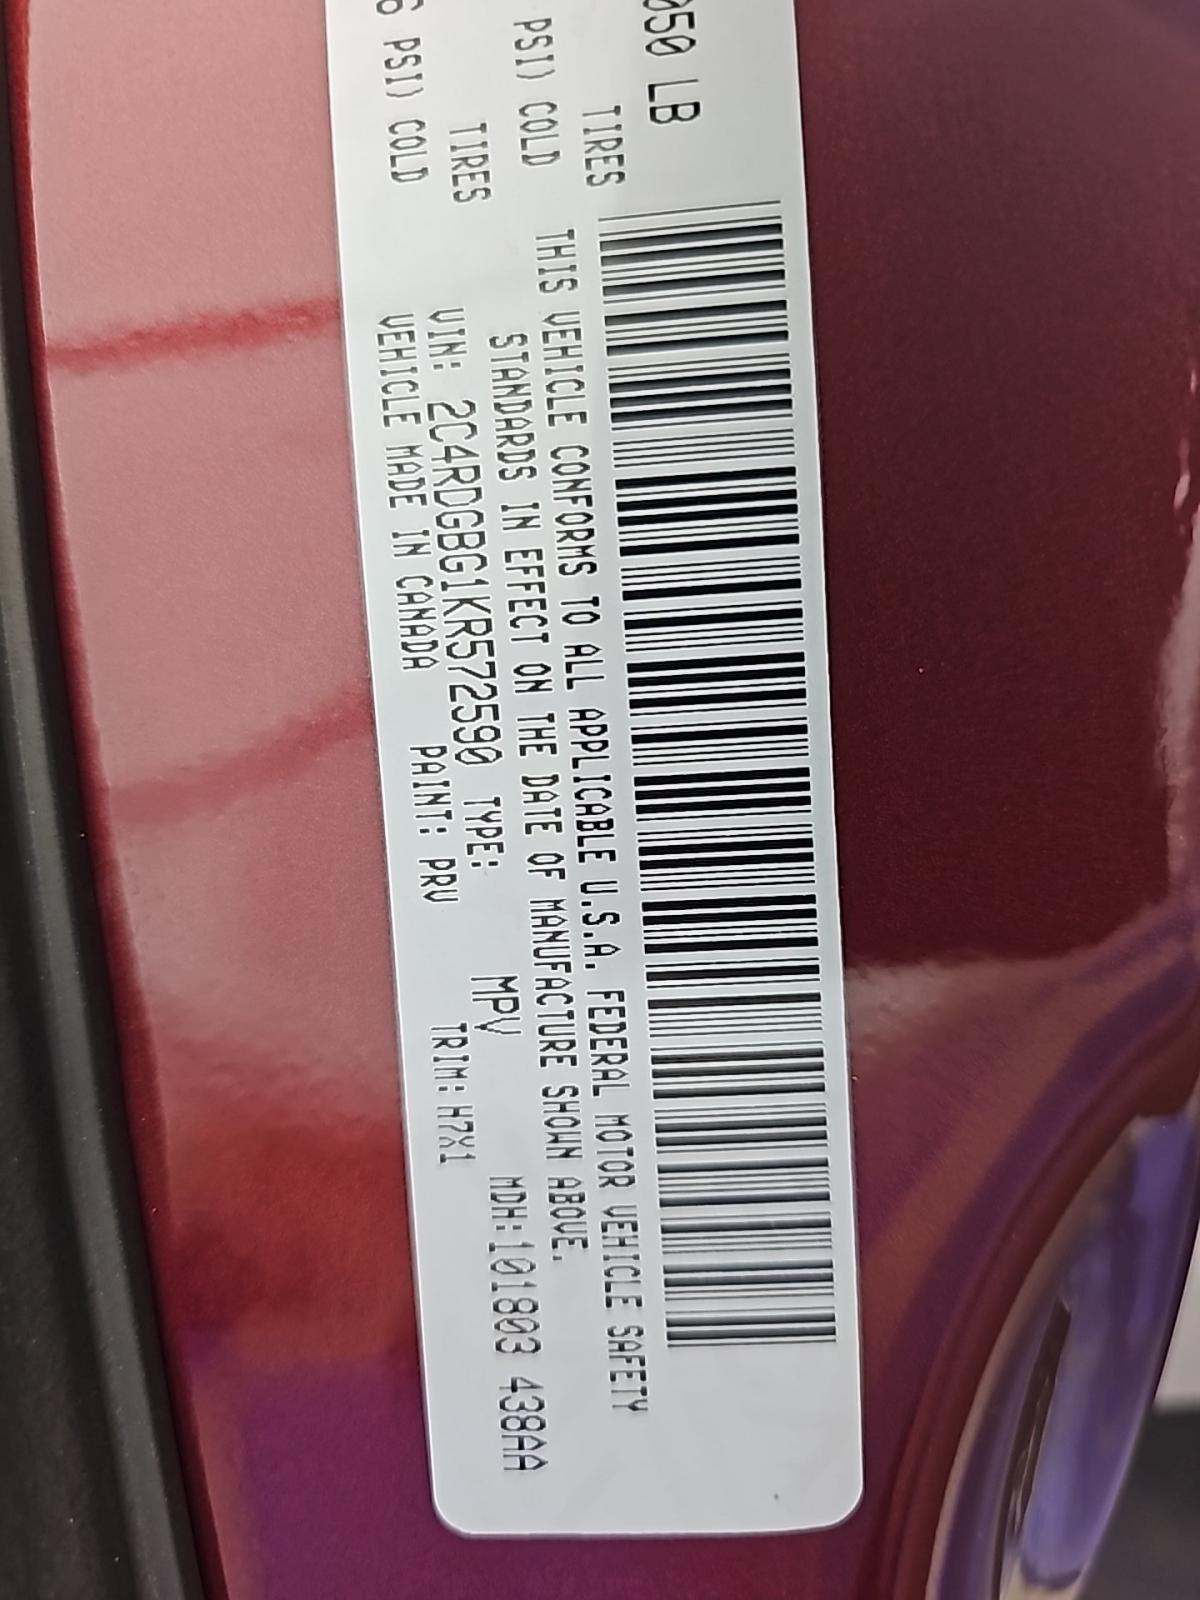 050 LB
TIRES
PSI) COLD
TIRES
6 PSI) COLD
THIS VEHICLE CONFORMS TO ALL APPLICABLE U.S.A. FEDERAL MOTOR VEHICLE SAFETY
STANDARDS IN EFFECT ON THE DATE OF MANUFACTURE SHOWN ABOVE.
VIN: 2C4RDGBG1KR572590 TYPE: MPV MDH:101803 438AA
VEHICLE MADE IN CANADA PAINT: PRV TRIM: H7X1